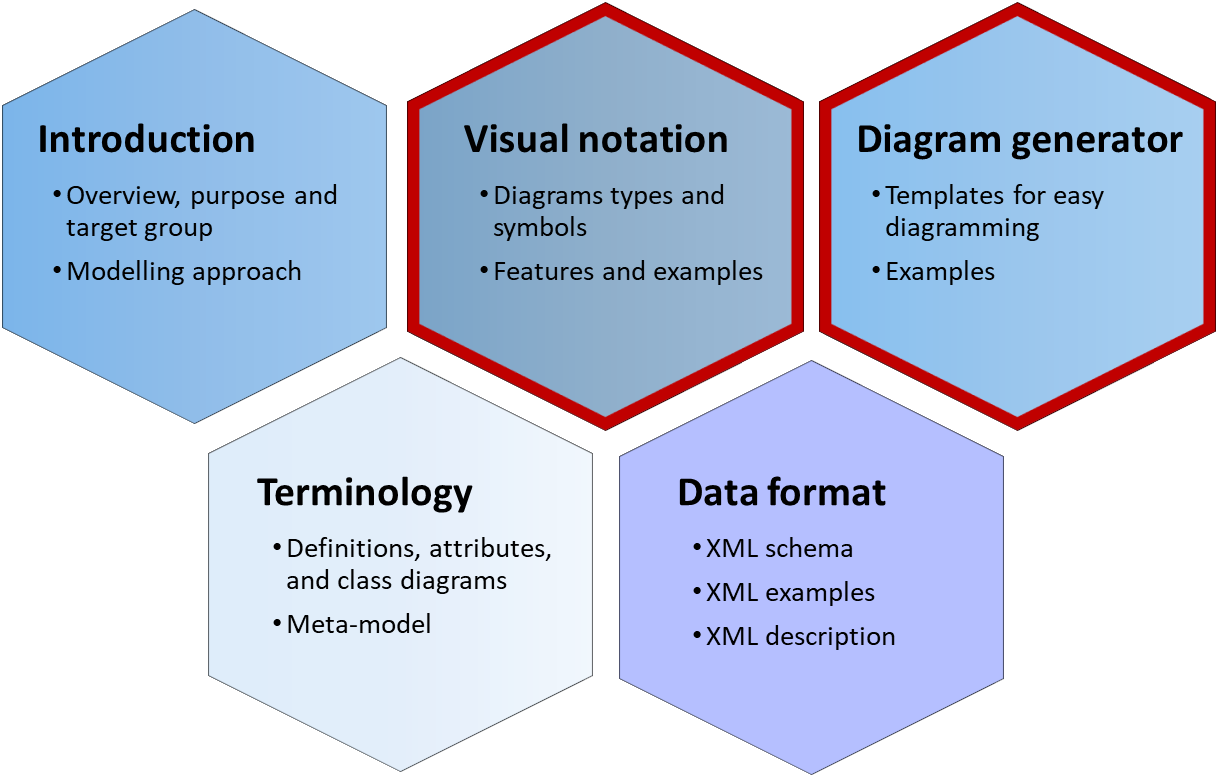 Introduction
• Overview, purpose and
target group
• Modelling approach
Visual notation
• Diagrams types and
symbols
• Features and examples
Diagram generator
• Templates for easy
diagramming
• Examples
Terminology
• Definitions, attributes,
and class diagrams
• Meta-model
Data format
• XML schema
• XML examples
• XML description